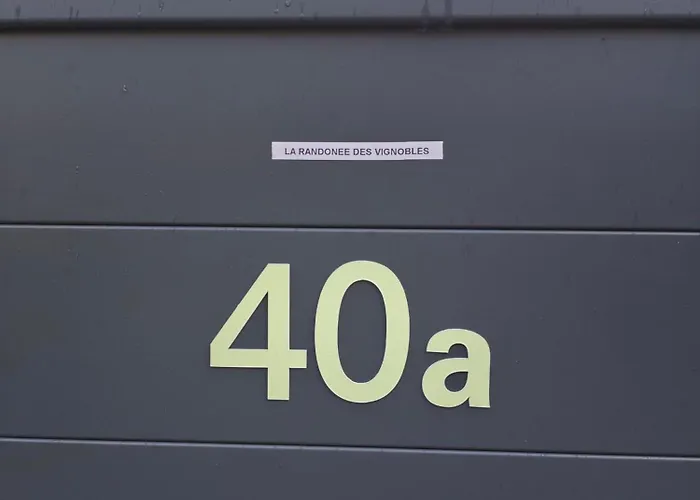 LA RANDONEE DES VIGNOBLES
40a